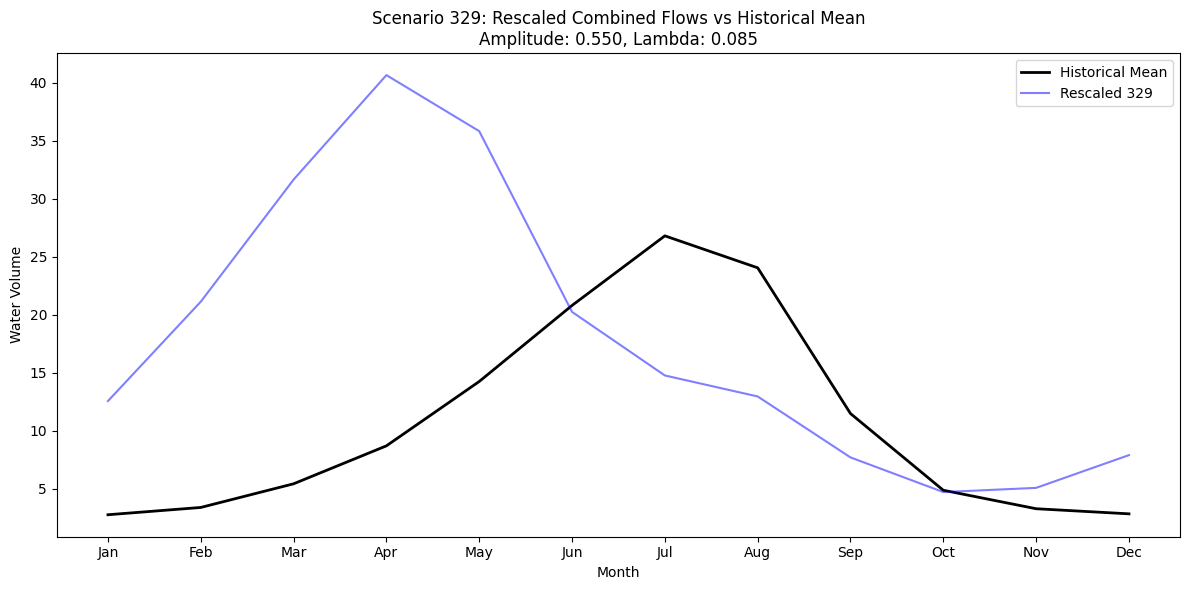 Scenario 329: Rescaled Combined Flows vs Historical Mean
Amplitude: 0.550, Lambda: 0.085
Historical Mean
Rescaled 329
Water Volume
40
35
30
25
20
15
10
5
Jan Feb Mar Apr May Jun Jul Aug Sep Oct Nov Dec
Month